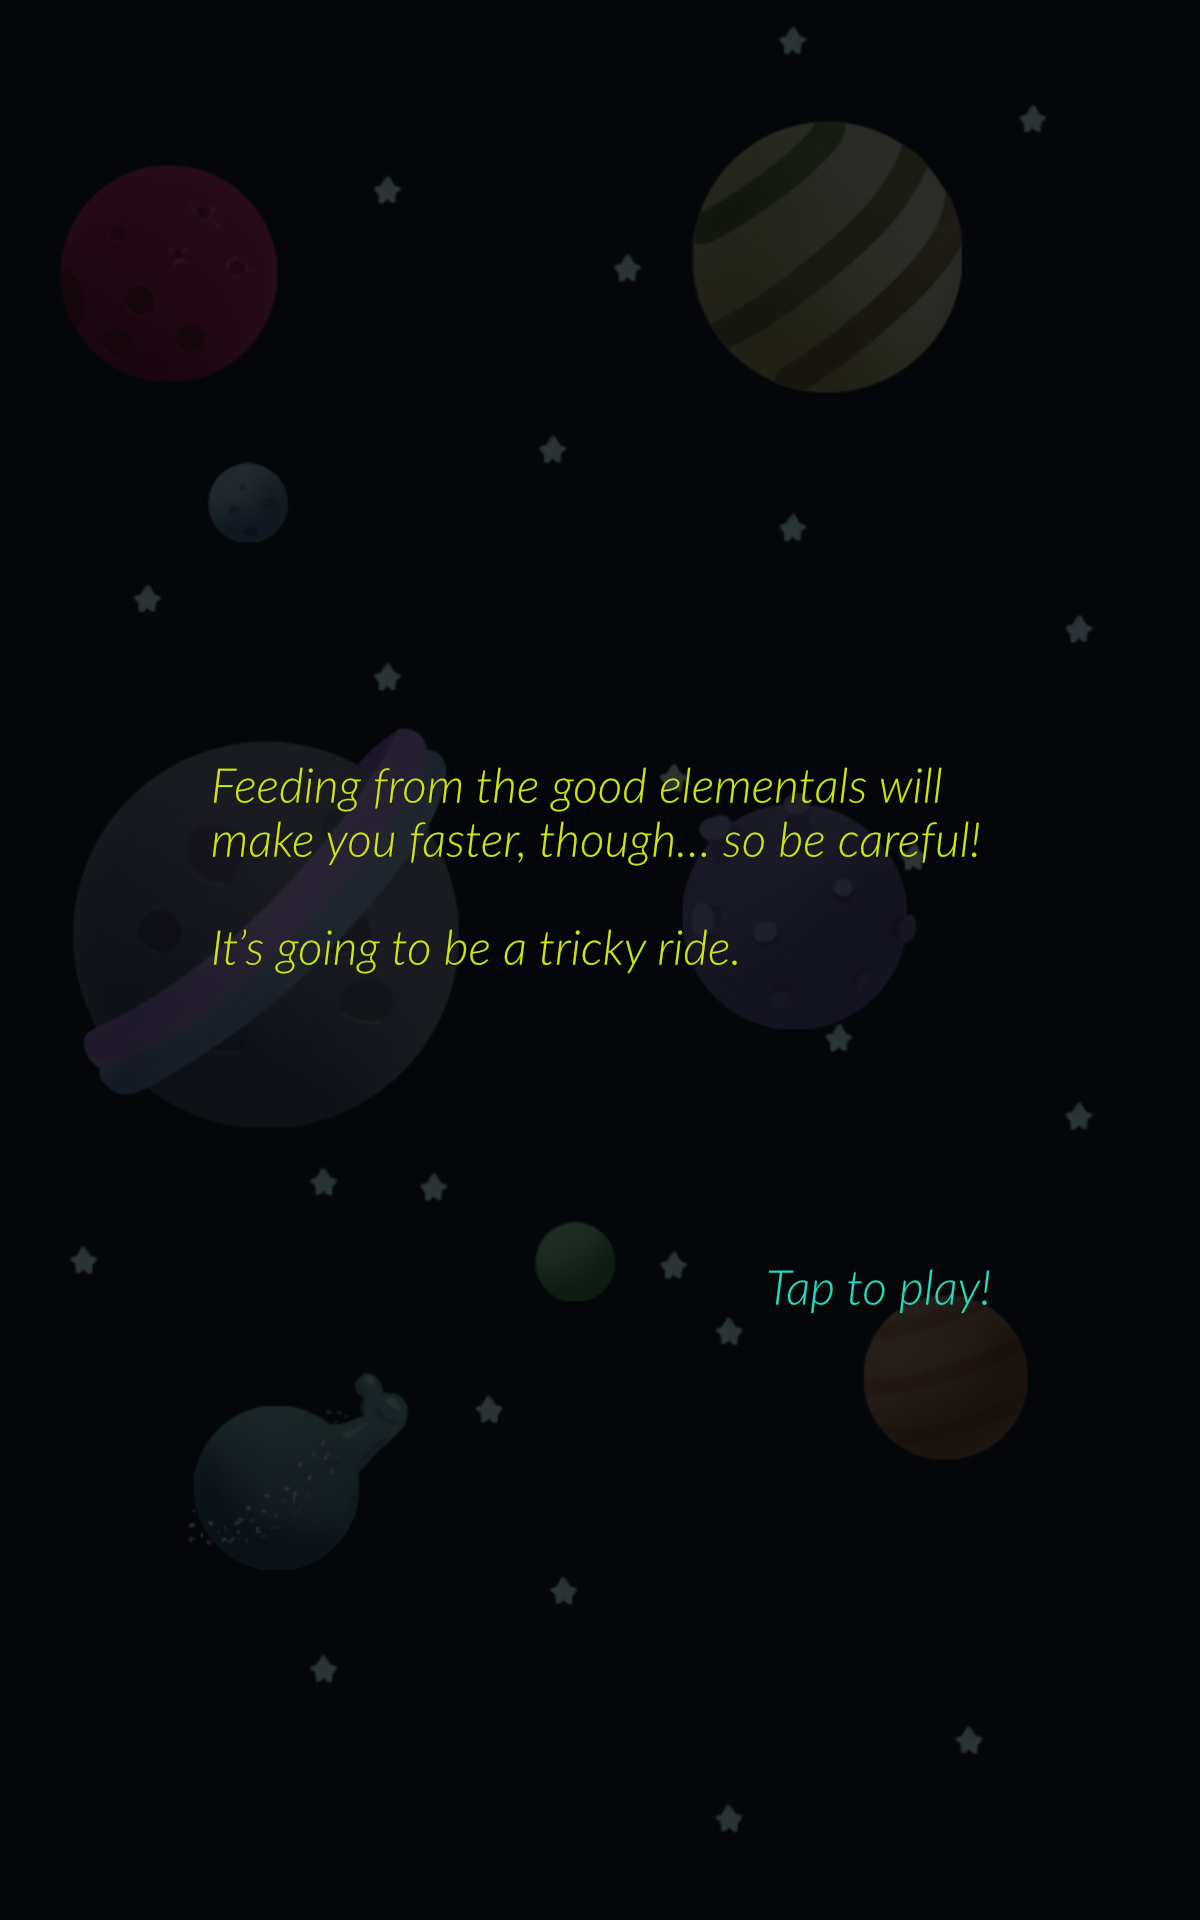 Feeding from the good elementals will
make you faster, though... so be careful!
It’s going to be a tricky ride.
Tap to play!